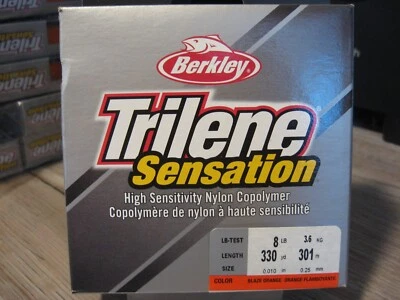 Berkley
Trilene
Sensation
High Sensitivity Nylon Copolymer
Copolymère de nylon à haute sensibilité
LB-TEST 8 LB 3.6 KG
LENGTH 330 yd 301 m
SIZE 0.010 in 0.25 mm
COLOR BLAZE ORANGE ORANGE FLAMBOYANTE